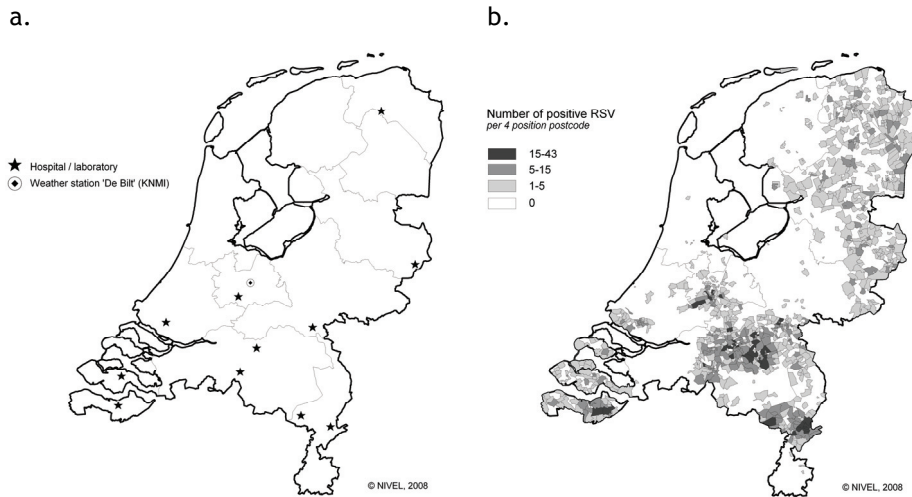 a.
Hospital / laboratory
Weather station 'De Bilt' (KNMI)
© NIVEL, 2008
b.
Number of positive RSV
per 4 position postcode
15-43
5-15
1-5
0
© NIVEL, 2008